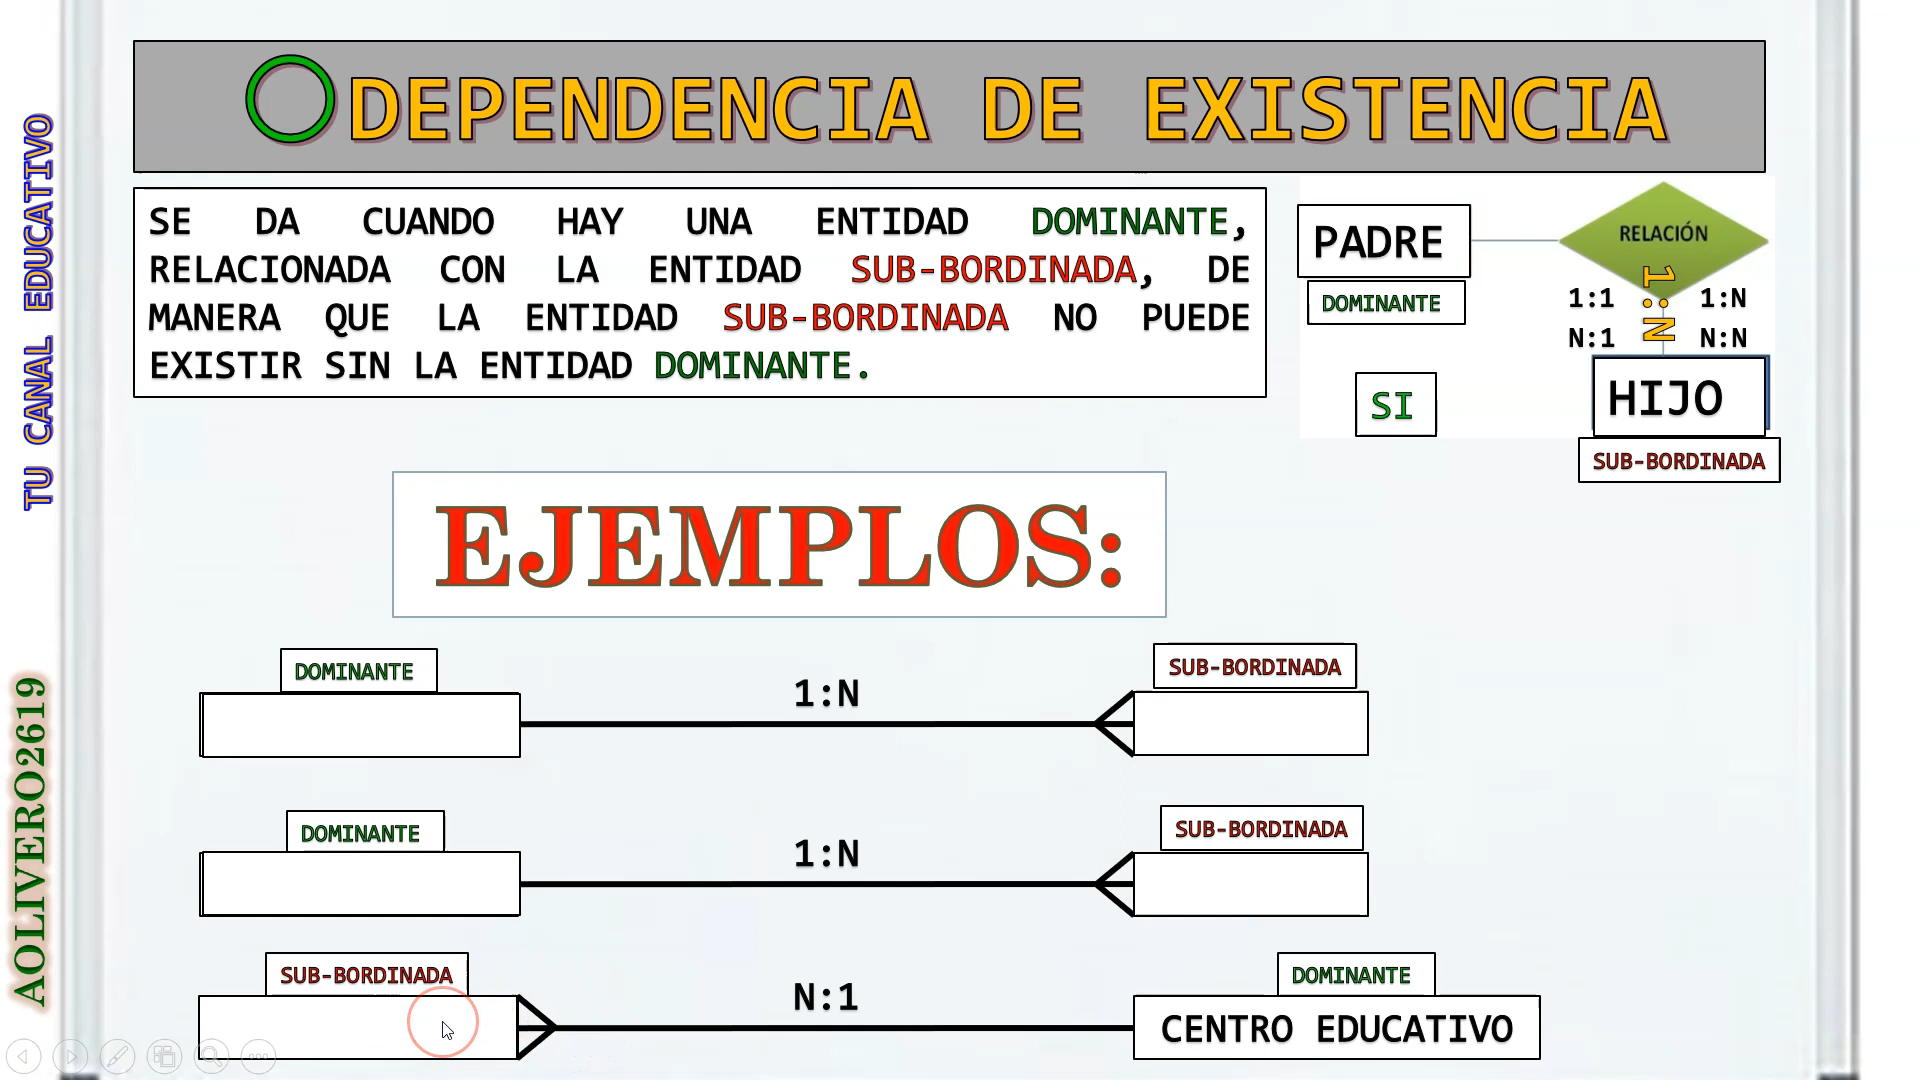 DEPENDENCIA DE EXISTENCIA
SE DA CUANDO HAY UNA ENTIDAD DOMINANTE,
RELACIONADA CON LA ENTIDAD SUB-BORDINADA, DE
MANERA QUE LA ENTIDAD SUB-BORDINADA NO PUEDE
EXISTIR SIN LA ENTIDAD DOMINANTE.
PADRE
DOMINANTE
RELACIÓN
1:1
1:N
1:N
N:1
N:N
SI
HIJO
SUB-BORDINADA
EJEMPLOS:
DOMINANTE
1:N
SUB-BORDINADA
DOMINANTE
1:N
SUB-BORDINADA
SUB-BORDINADA
N:1
DOMINANTE
CENTRO EDUCATIVO
TU CANAL EDUCATIVO
AOLIVERO2619